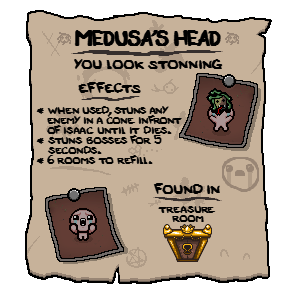 MEDUSA'S HEAD
YOU LOOK STONNING
EFFECTS
* WHEN USED, STUNS ANY
ENEMY IN A CONE INFRONT
OF ISAAC UNTIL IT DIES.
* STUNS BOSSES FOR 5
SECONDS.
* 6 ROOMS TO REFILL.
FOUND IN
TREASURE
ROOM